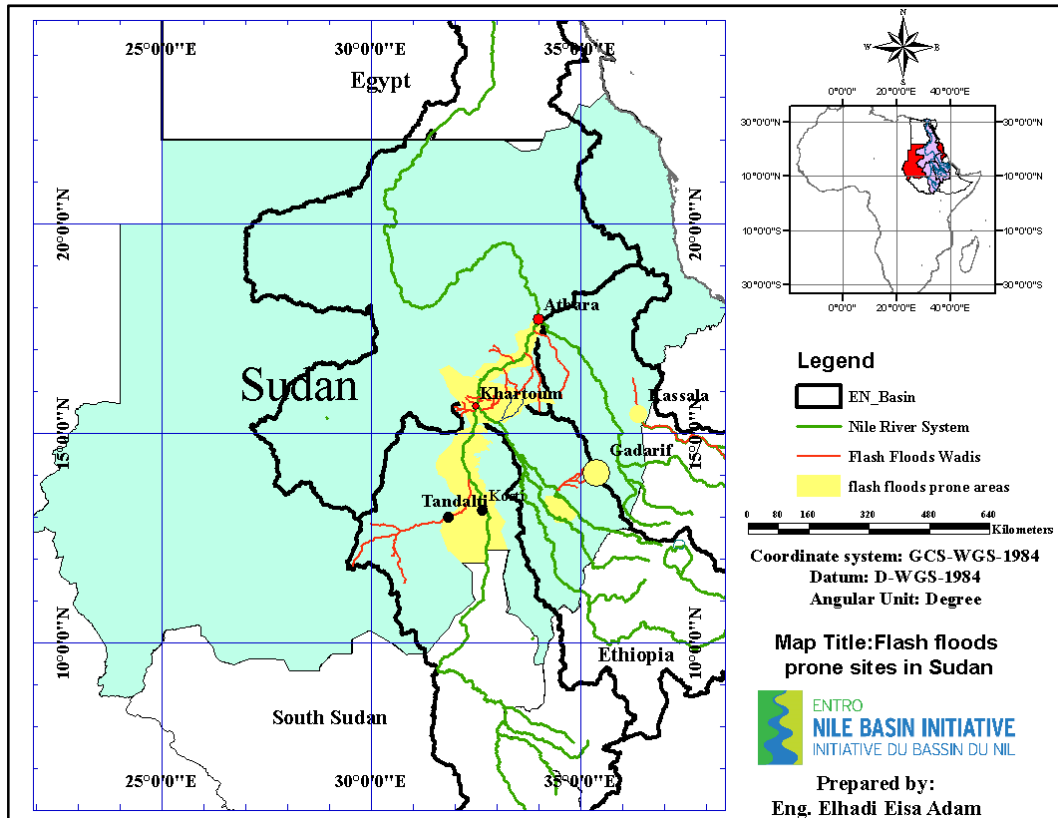 25°0'0"E 30°0'0"E 35°0'0"E
Egypt
20°0'0"N 20°0'0"N
Atbara
Sudan
Khartoum
Kassala
15°0'0"N 15°0'0"N
Gadarif
Tandalti
10°0'0"N 10°0'0"N
Ethiopia
South Sudan
25°0'0"E 30°0'0"E 35°0'0"E
N
W E
S
0°0'0" 20°0'0"E 40°0'0"E
30°0'0"N 30°0'0"N
10°0'0"N 10°0'0"N
10°0'0"S 10°0'0"S
30°0'0"S 30°0'0"S
0°0'0" 20°0'0"E 40°0'0"E
Legend
EN_Basin
Nile River System
Flash Floods Wadis
flash floods prone areas
0 80 160 320 480 640
Kilometers
Coordinate system: GCS-WGS-1984
Datum: D-WGS-1984
Angular Unit: Degree
Map Title:Flash floods
prone sites in Sudan
ENTRO
NILE BASIN INITIATIVE
INITIATIVE DU BASSIN DU NIL
Prepared by:
Eng. Elhadi Eisa Adam